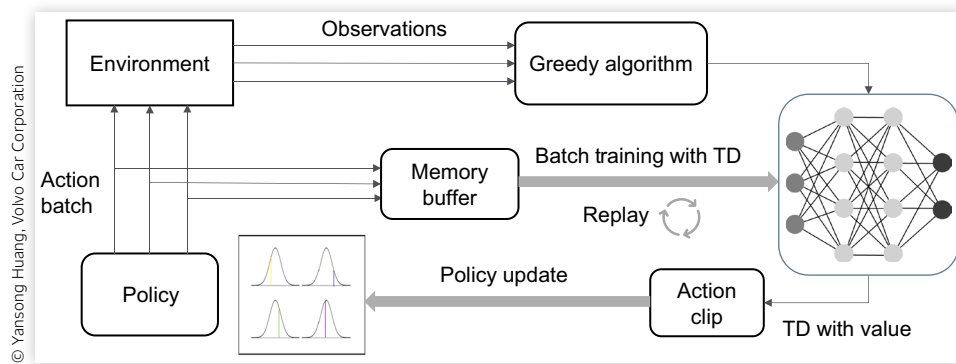 Observations
Environment
Greedy algorithm
Action
batch
Memory
buffer
Batch training with TD
Replay
Policy
Policy update
Action
clip
TD with value
© Yansong Huang, Volvo Car Corporation